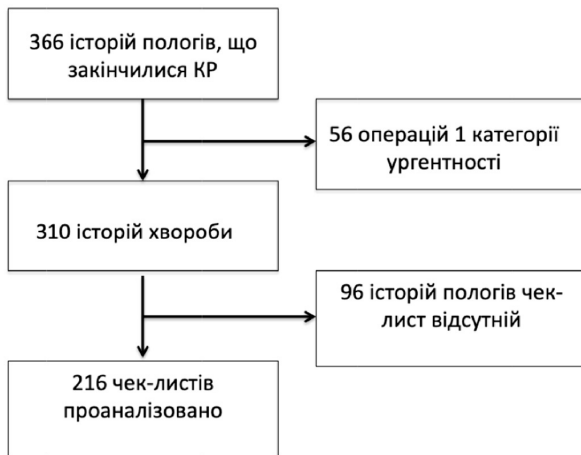 366 історій пологів, що
закінчилися КР
56 операцій 1 категорії
ургентності
310 історій хвороби
96 історій пологів чек-
лист відсутній
216 чек-листів
проаналізовано